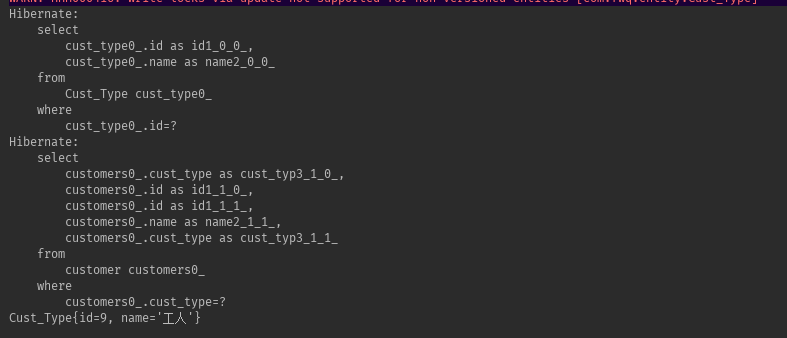 Hibernate:
    select
        cust_type0_.id as id1_0_0_,
        cust_type0_.name as name2_0_0_
    from
        Cust_Type cust_type0_
    where
        cust_type0_.id=?
Hibernate:
    select
        customers0_.cust_type as cust_typ3_1_0_,
        customers0_.id as id1_1_0_,
        customers0_.id as id1_1_1_,
        customers0_.name as name2_1_1_,
        customers0_.cust_type as cust_typ3_1_1_
    from
        customer customers0_
    where
        customers0_.cust_type=?
Cust_Type{id=9, name='工人'}